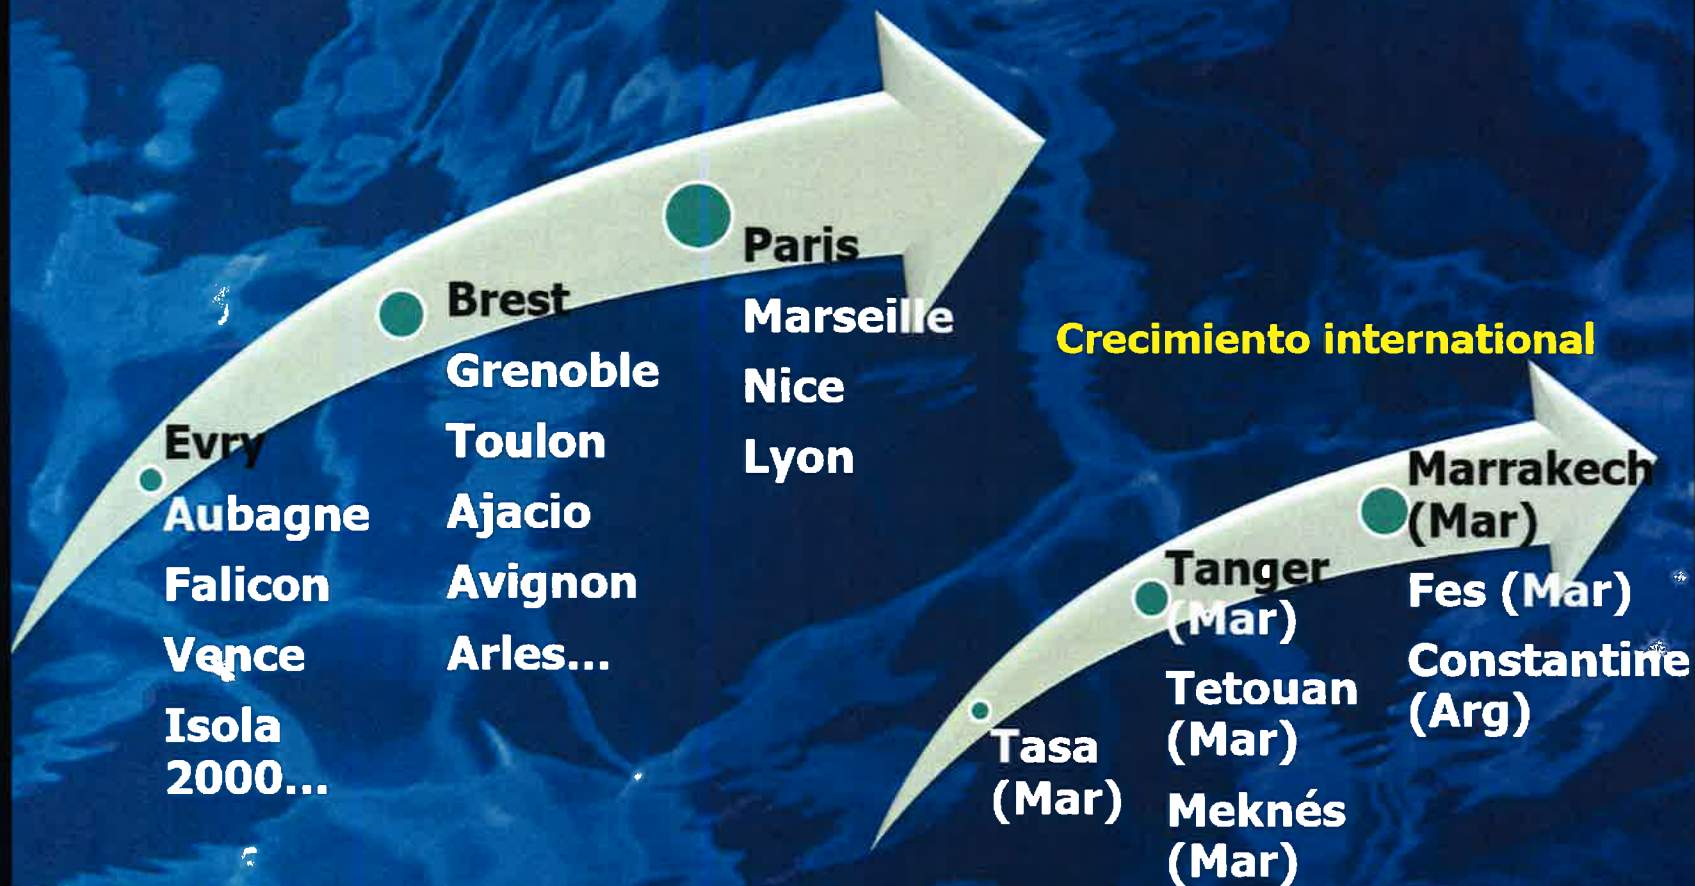 Evry
Aubagne
Falicon
Vence
Isola
2000...
Brest
Grenoble
Toulon
Ajacio
Avignon
Arles...
Paris
Marseille
Nice
Lyon
Crecimiento international
Tasa
(Mar)
Tanger
(Mar)
Tetouan
(Mar)
Meknés
(Mar)
Marrakech
(Mar)
Fes (Mar)
Constantine
(Arg)